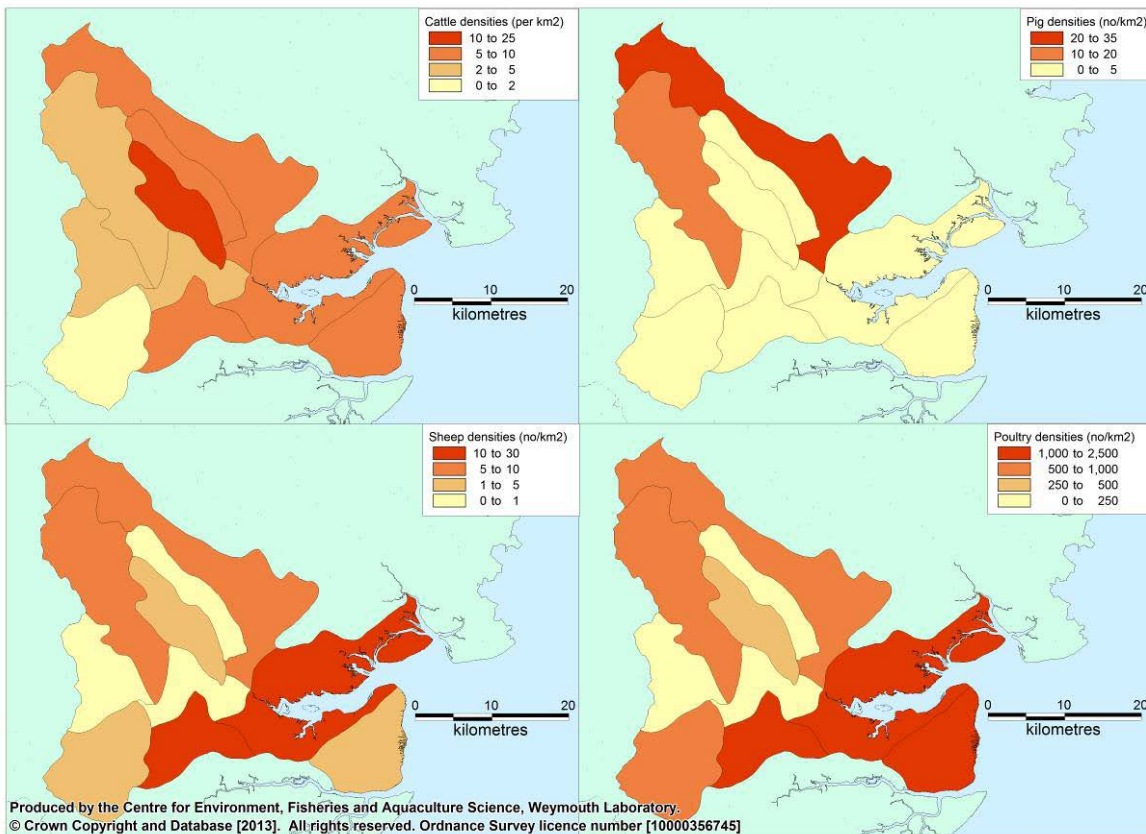 Cattle densities (per km2)
10 to 25
5 to 10
2 to 5
0 to 2
0 10 20
kilometres
Pig densities (no/km2)
20 to 35
10 to 20
0 to 5
0 10 20
kilometres
Sheep densities (no/km2)
10 to 30
5 to 10
1 to 5
0 to 1
0 10 20
kilometres
Poultry densities (no/km2)
1,000 to 2,500
500 to 1,000
250 to 500
0 to 250
0 10 20
kilometres
Produced by the Centre for Environment, Fisheries and Aquaculture Science, Weymouth Laboratory.
© Crown Copyright and Database [2013]. All rights reserved. Ordnance Survey licence number [10000356745]